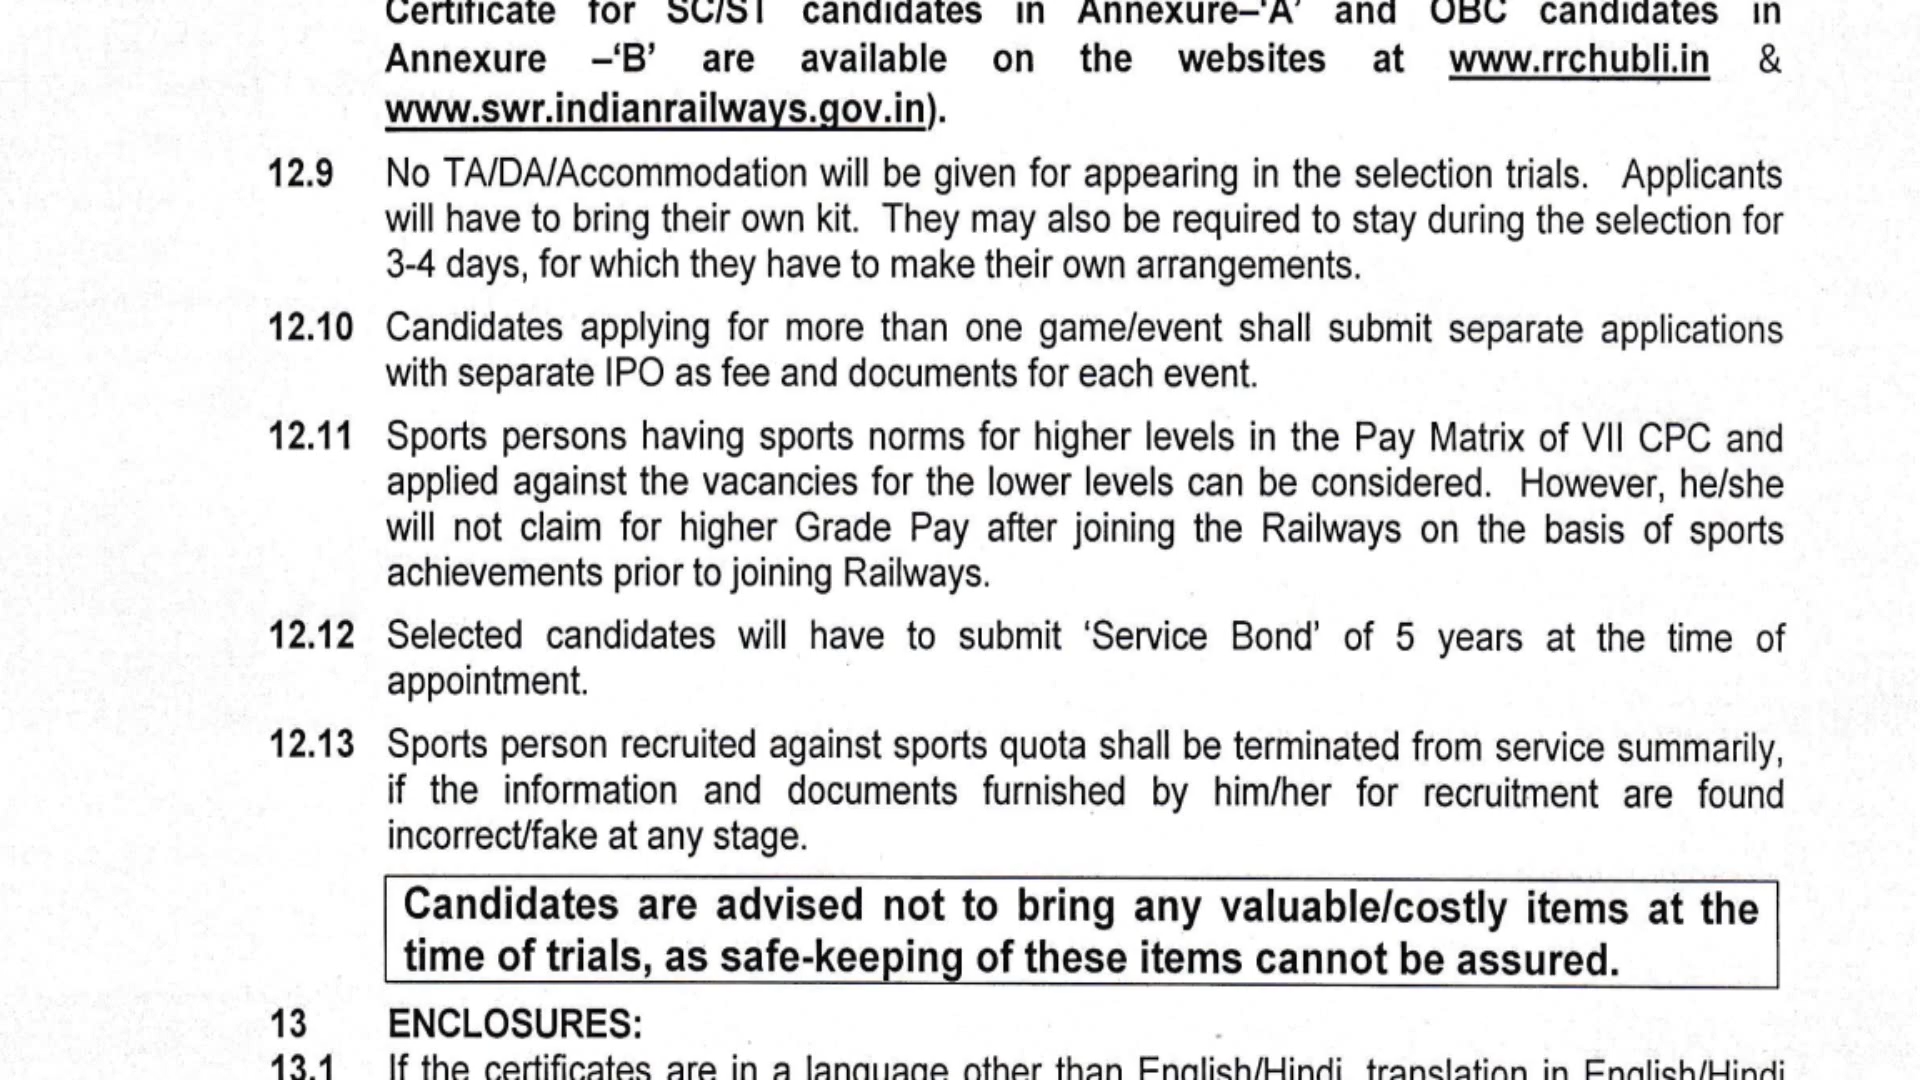 Certificate for SC/ST candidates in Annexure–'A' and OBC candidates in
Annexure –‘B’ are available on the websites at www.rrchubli.in &
www.swr.indianrailways.gov.in).
12.9 No TA/DA/Accommodation will be given for appearing in the selection trials. Applicants
will have to bring their own kit. They may also be required to stay during the selection for
3-4 days, for which they have to make their own arrangements.
12.10 Candidates applying for more than one game/event shall submit separate applications
with separate IPO as fee and documents for each event.
12.11 Sports persons having sports norms for higher levels in the Pay Matrix of VII CPC and
applied against the vacancies for the lower levels can be considered. However, he/she
will not claim for higher Grade Pay after joining the Railways on the basis of sports
achievements prior to joining Railways.
12.12 Selected candidates will have to submit ‘Service Bond’ of 5 years at the time of
appointment.
12.13 Sports person recruited against sports quota shall be terminated from service summarily,
if the information and documents furnished by him/her for recruitment are found
incorrect/fake at any stage.
Candidates are advised not to bring any valuable/costly items at the
time of trials, as safe-keeping of these items cannot be assured.
13 ENCLOSURES:
13.1 If the certificates are in a language other than English/Hindi, translation in English/Hindi